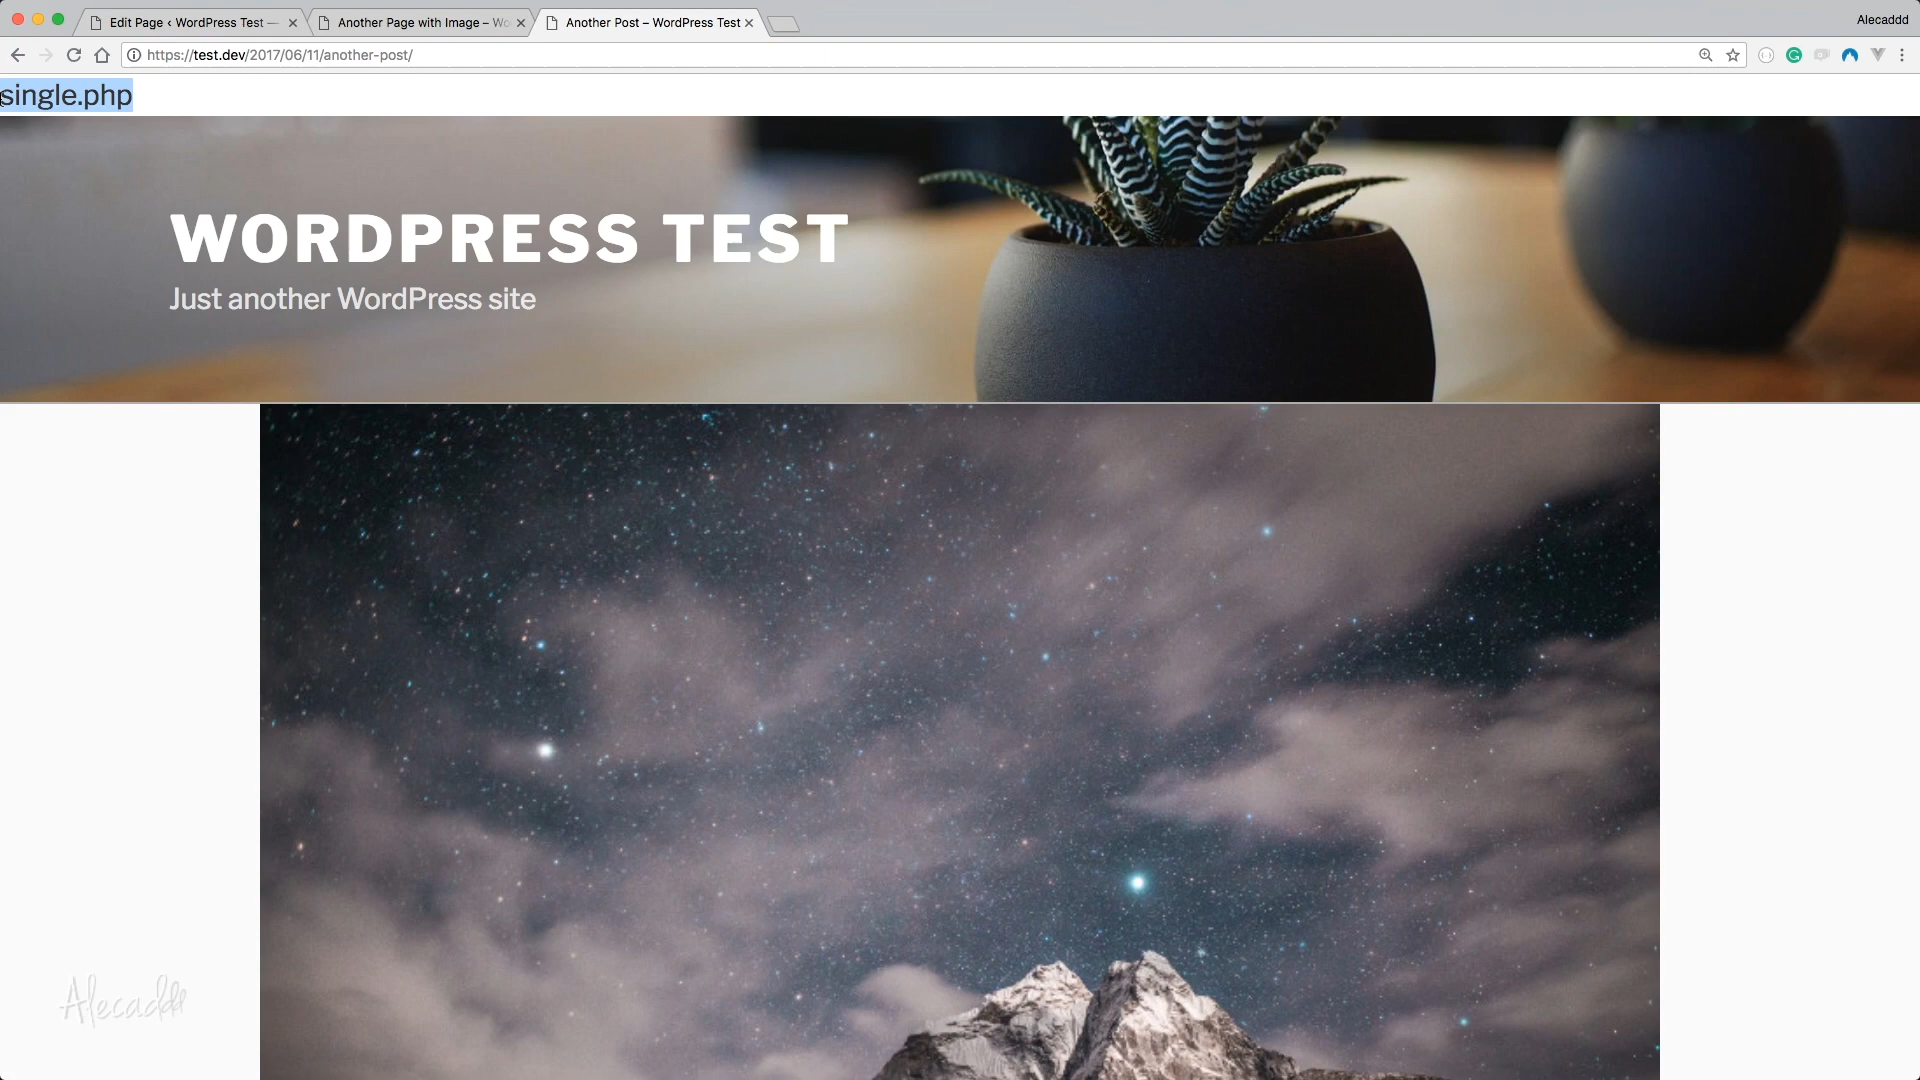 Edit Page ‹ WordPress Test —
Another Page with Image – Wo
Another Post – WordPress Test
Alecaddd
https://test.dev/2017/06/11/another-post/
single.php
WORDPRESS TEST
Just another WordPress site
Alecaddd